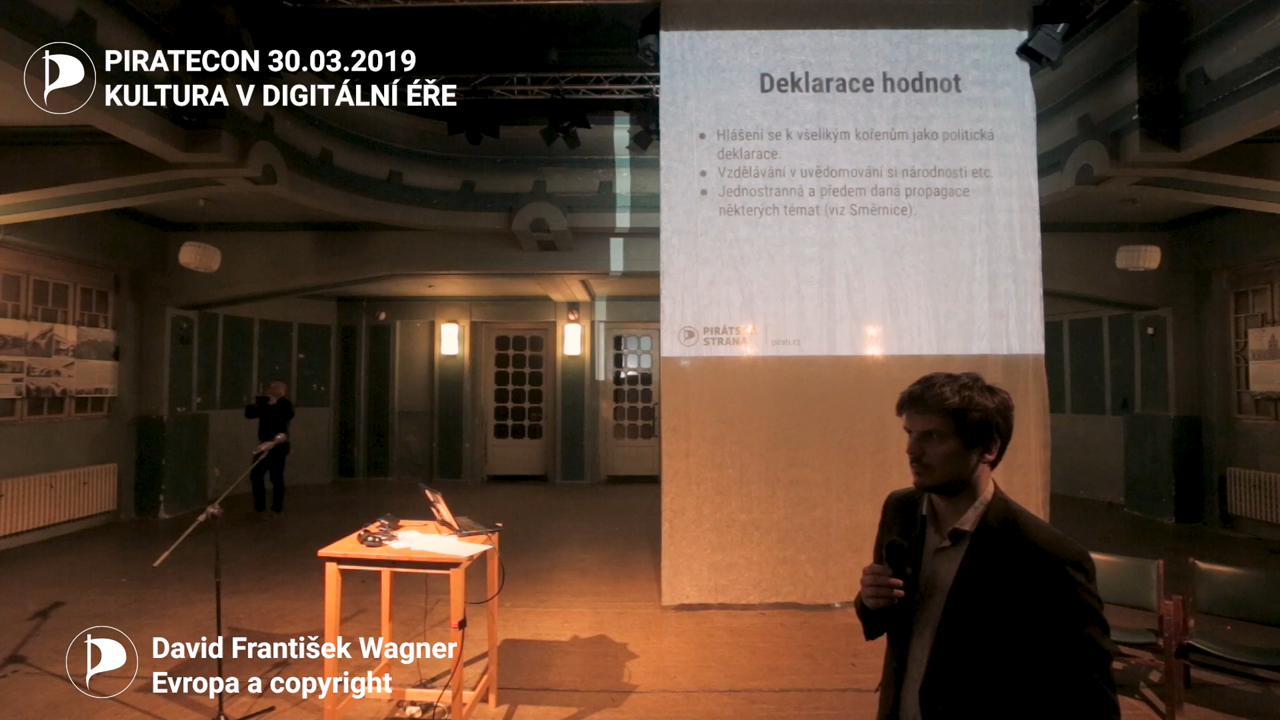 PIRATECON 30.03.2019
KULTURA V DIGITÁLNÍ ÉŘE
Deklarace hodnot
● Hlášení se k všelikým kořenům jako politická
deklarace.
● Vzdělávání v uvědomování si národnosti etc.
● Jednostranná a předem daná propagace
některých témat (viz Směrnice).
PIRÁTSKÁ
STRANA
pirati.cz
David František Wagner
Evropa a copyright